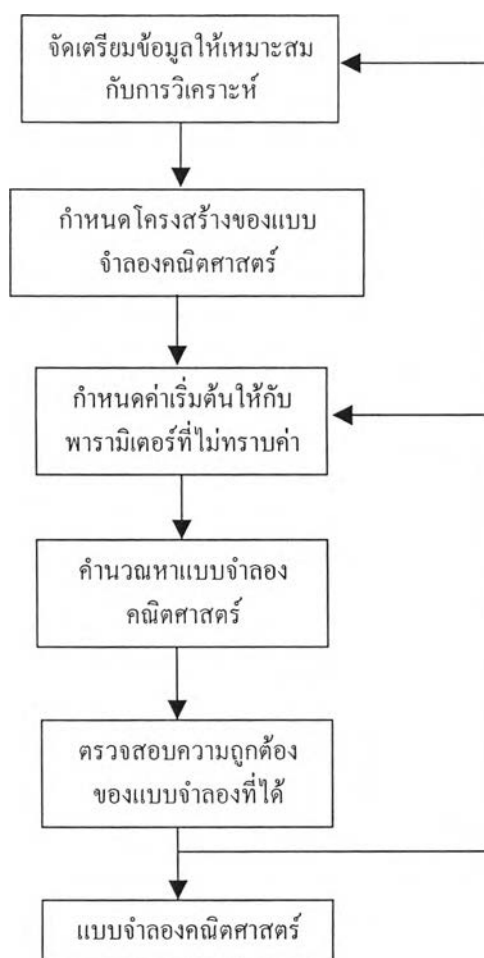 จัดเตรียมข้อมูลให้เหมาะสม
กับการวิเคราะห์
กำหนดโครงสร้างของแบบ
จำลองคณิตศาสตร์
กำหนดค่าเริ่มต้นให้กับ
พารามิเตอร์ที่ไม่ทราบค่า
คำนวณหาแบบจำลอง
คณิตศาสตร์
ตรวจสอบความถูกต้อง
ของแบบจำลองที่ได้
แบบจำลองคณิตศาสตร์